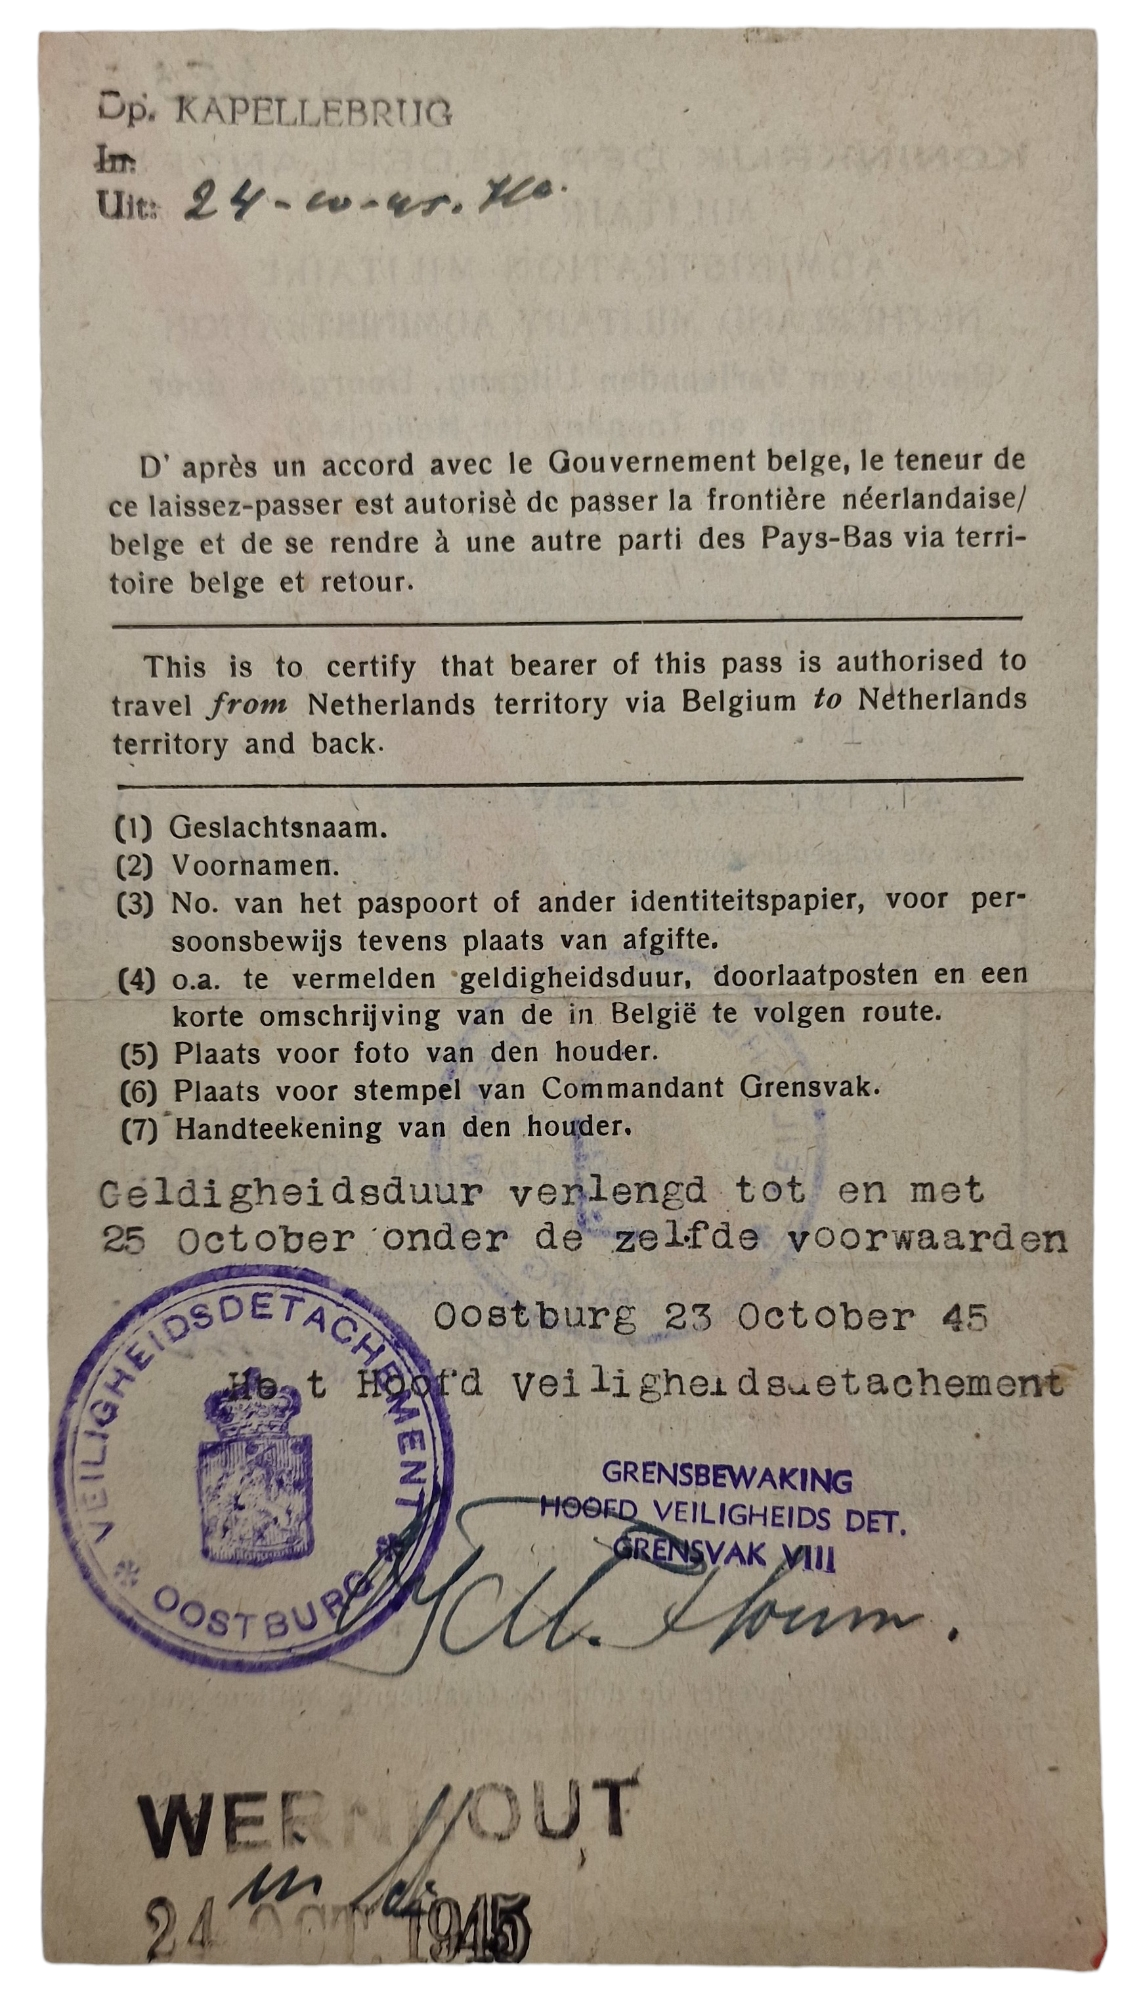 Dp. KAPELLEBRUG
In:
Uit: 24-10-45.
D' après un accord avec le Gouvernement belge, le teneur de
ce laissez-passer est autorisè de passer la frontière néerlandaise/
belge et de se rendre à une autre parti des Pays-Bas via terri-
toire belge et retour.
This is to certify that bearer of this pass is authorised to
travel from Netherlands territory via Belgium to Netherlands
territory and back.
(1) Geslachtsnaam.
(2) Voornamen.
(3) No. van het paspoort of ander identiteitspapier, voor per-
soonsbewijs tevens plaats van afgifte.
(4) o.a. te vermelden geldigheidsduur, doorlaatposten en een
korte omschrijving van de in België te volgen route.
(5) Plaats voor foto van den houder.
(6) Plaats voor stempel van Commandant Grensvak.
(7) Handteekening van den houder.
Geldigheidsduur verlengd tot en met
25 October onder de zelfde voorwaarden
Oostburg 23 October 45
He t Hoofd Veiligheidsdetachement
VEILIGHEIDSDETACHEMENT
* OOSTBURG *
GRENSBEWAKING
HOOFD VEILIGHEIDS DET.
GRENSVAK VIII
WERNHOUT
in
24 OCT. 1945